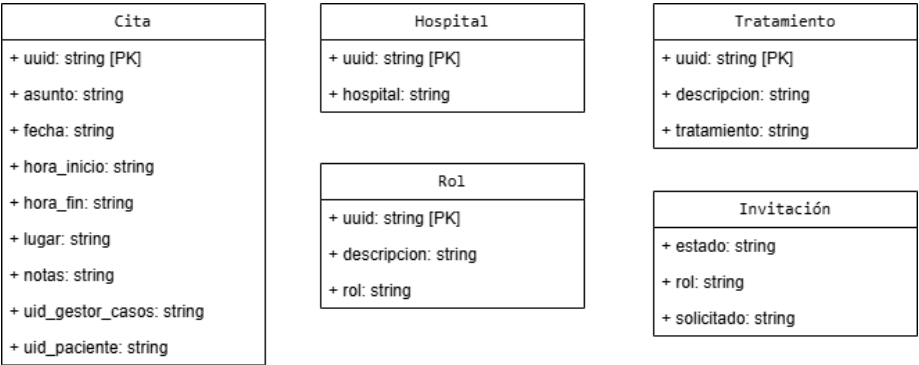 Cita
+ uuid: string [PK]
+ asunto: string
+ fecha: string
+ hora_inicio: string
+ hora_fin: string
+ lugar: string
+ notas: string
+ uid_gestor_casos: string
+ uid_paciente: string
Hospital
+ uuid: string [PK]
+ hospital: string
Rol
+ uuid: string [PK]
+ descripcion: string
+ rol: string
Tratamiento
+ uuid: string [PK]
+ descripcion: string
+ tratamiento: string
Invitación
+ estado: string
+ rol: string
+ solicitado: string